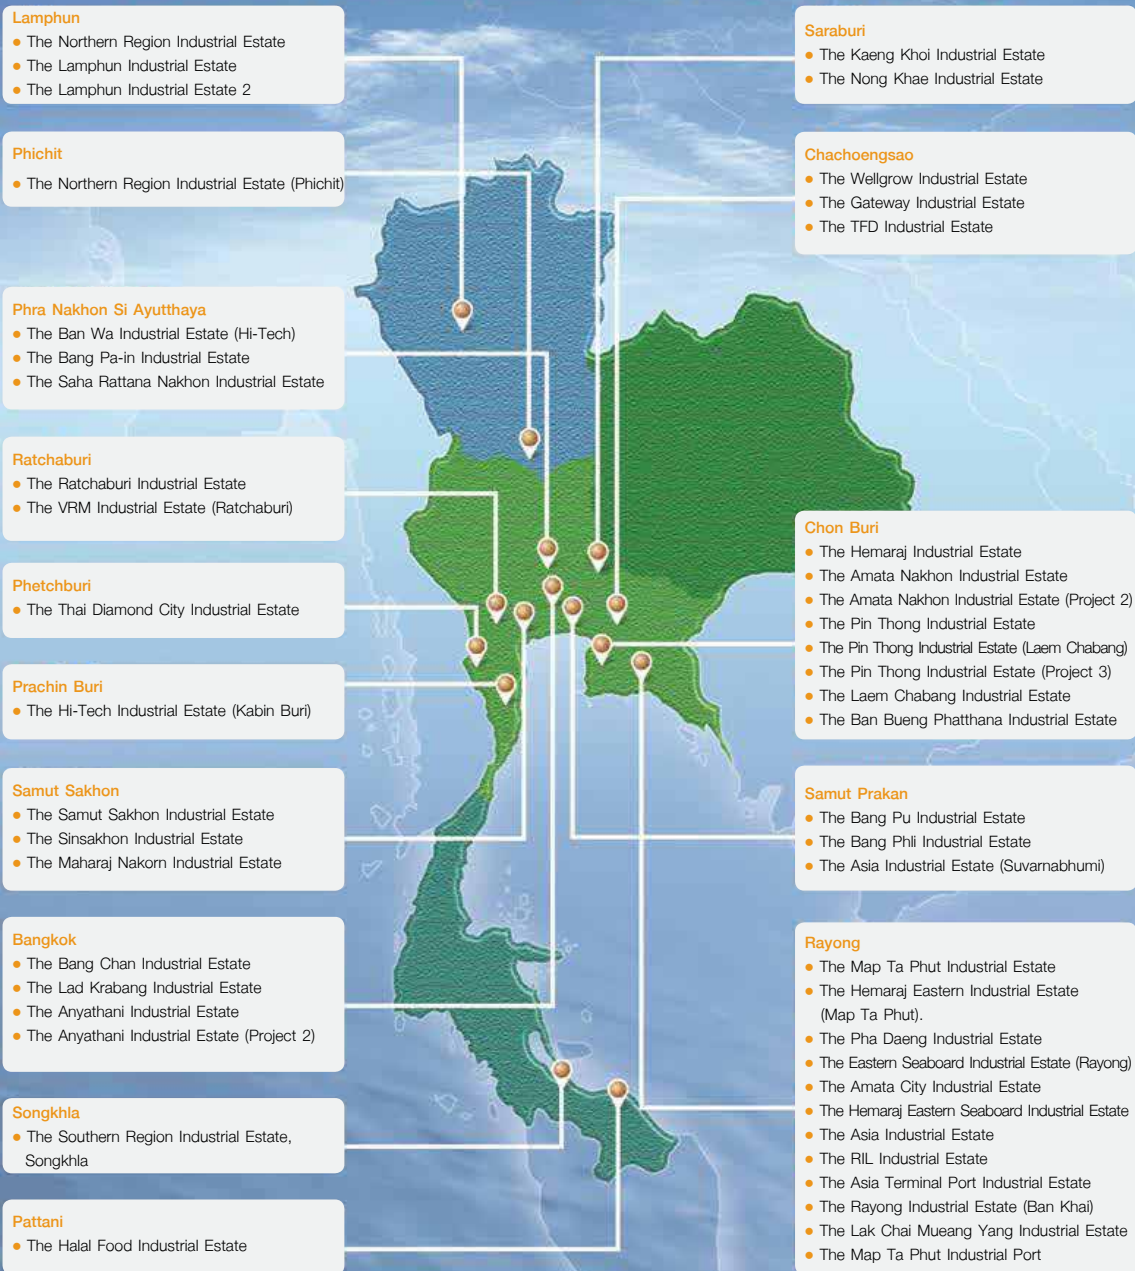 Lamphun
• The Northern Region Industrial Estate
• The Lamphun Industrial Estate
• The Lamphun Industrial Estate 2
Phichit
• The Northern Region Industrial Estate (Phichit)
Phra Nakhon Si Ayutthaya
• The Ban Wa Industrial Estate (Hi-Tech)
• The Bang Pa-in Industrial Estate
• The Saha Rattana Nakhon Industrial Estate
Ratchaburi
• The Ratchaburi Industrial Estate
• The VRM Industrial Estate (Ratchaburi)
Phetchburi
• The Thai Diamond City Industrial Estate
Prachin Buri
• The Hi-Tech Industrial Estate (Kabin Buri)
Samut Sakhon
• The Samut Sakhon Industrial Estate
• The Sinsakhon Industrial Estate
• The Maharaj Nakorn Industrial Estate
Bangkok
• The Bang Chan Industrial Estate
• The Lad Krabang Industrial Estate
• The Anyathani Industrial Estate
• The Anyathani Industrial Estate (Project 2)
Songkhla
• The Southern Region Industrial Estate,
Songkhla
Pattani
• The Halal Food Industrial Estate
Saraburi
• The Kaeng Khoi Industrial Estate
• The Nong Khae Industrial Estate
Chachoengsao
• The Wellgrow Industrial Estate
• The Gateway Industrial Estate
• The TFD Industrial Estate
Chon Buri
• The Hemaraj Industrial Estate
• The Amata Nakhon Industrial Estate
• The Amata Nakhon Industrial Estate (Project 2)
• The Pin Thong Industrial Estate
• The Pin Thong Industrial Estate (Laem Chabang)
• The Pin Thong Industrial Estate (Project 3)
• The Laem Chabang Industrial Estate
• The Ban Bueng Phatthana Industrial Estate
Samut Prakan
• The Bang Pu Industrial Estate
• The Bang Phli Industrial Estate
• The Asia Industrial Estate (Suvarnabhumi)
Rayong
• The Map Ta Phut Industrial Estate
• The Hemaraj Eastern Industrial Estate
(Map Ta Phut).
• The Pha Daeng Industrial Estate
• The Eastern Seaboard Industrial Estate (Rayong)
• The Amata City Industrial Estate
• The Hemaraj Eastern Seaboard Industrial Estate
• The Asia Industrial Estate
• The RIL Industrial Estate
• The Asia Terminal Port Industrial Estate
• The Rayong Industrial Estate (Ban Khai)
• The Lak Chai Mueang Yang Industrial Estate
• The Map Ta Phut Industrial Port